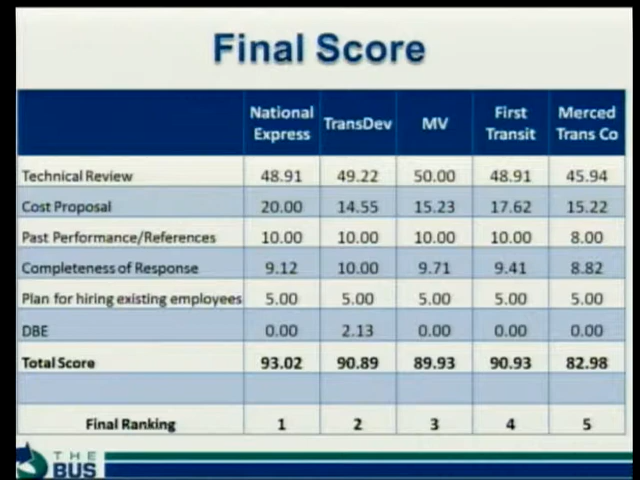 Final Score
National Express TransDev MV First Transit Merced Trans Co
Technical Review 48.91 49.22 50.00 48.91 45.94
Cost Proposal 20.00 14.55 15.23 17.62 15.22
Past Performance/References 10.00 10.00 10.00 10.00 8.00
Completeness of Response 9.12 10.00 9.71 9.41 8.82
Plan for hiring existing employees 5.00 5.00 5.00 5.00 5.00
DBE 0.00 2.13 0.00 0.00 0.00
Total Score 93.02 90.89 89.93 90.93 82.98
Final Ranking 1 2 3 4 5
THE
BUS